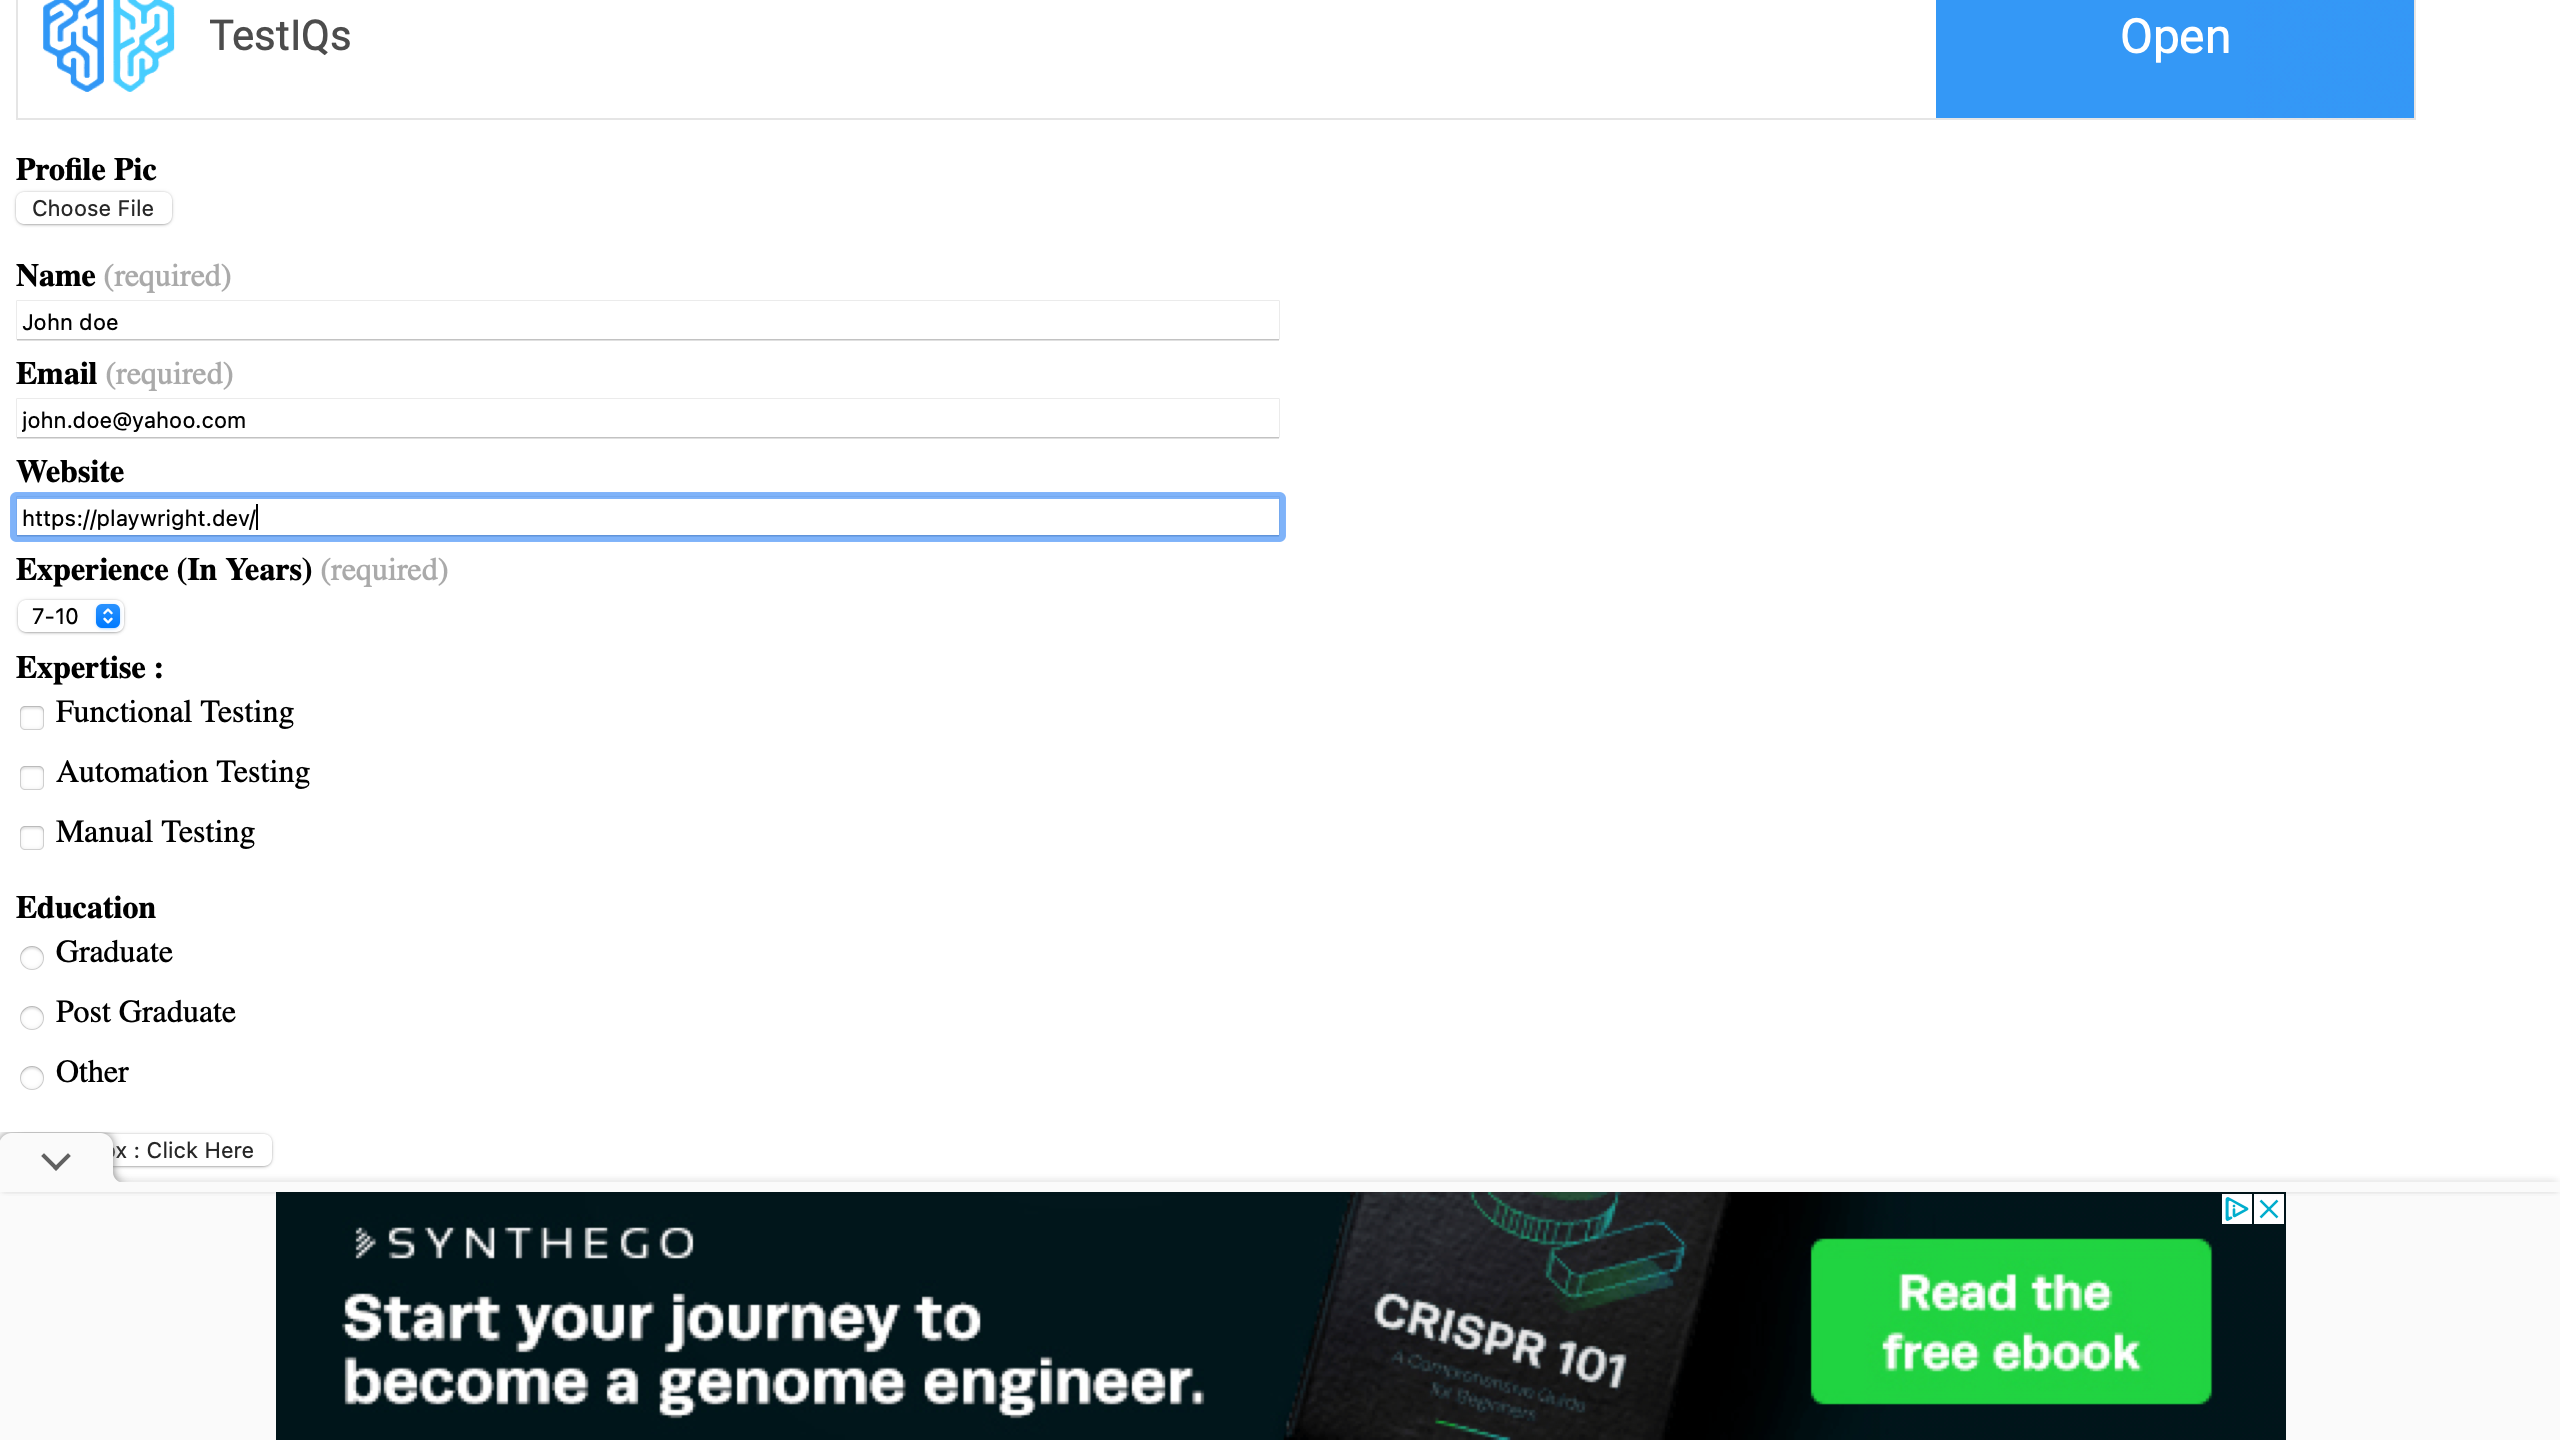 TestIQs
Open
Profile Pic
Choose File
Name (required)
John doe
Email (required)
john.doe@yahoo.com
Website
https://playwright.dev/
Experience (In Years) (required)
7-10
Expertise :
Functional Testing
Automation Testing
Manual Testing
Education
Graduate
Post Graduate
Other
: Click Here
SYNTHEGO
Start your journey to
become a genome engineer.
CRISPR 101
A Comprehensive Guide
for Beginners
Read the
free ebook